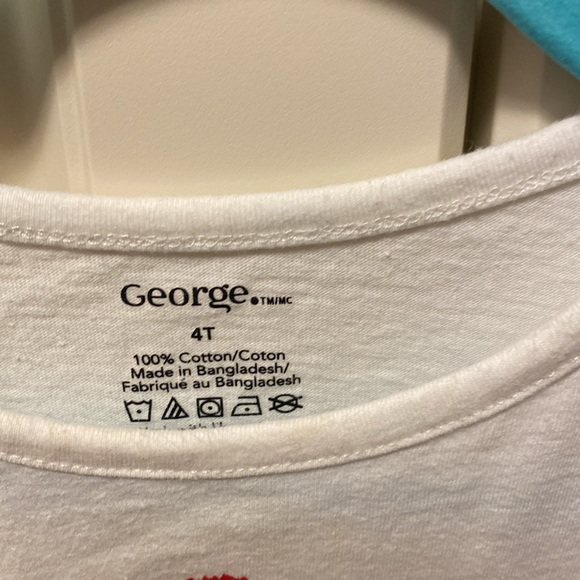 George.TM/MC
4T
100% Cotton/Coton
Made in Bangladesh/
Fabriqué au Bangladesh